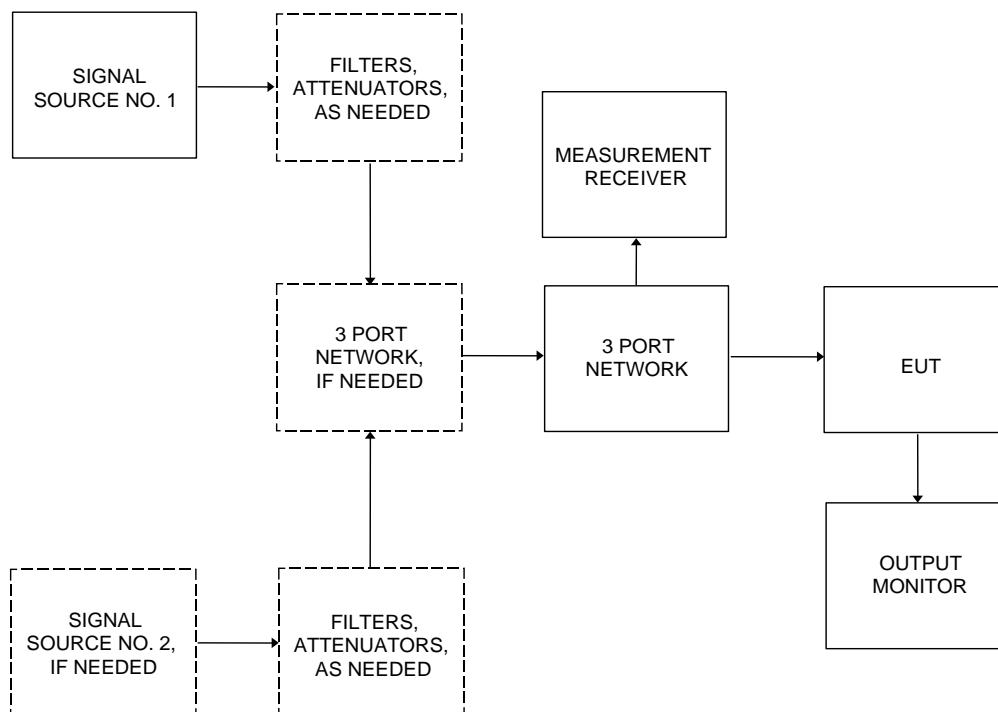 SIGNAL
SOURCE NO. 1
FILTERS,
ATTENUATORS,
AS NEEDED
MEASUREMENT
RECEIVER
3 PORT
NETWORK,
IF NEEDED
3 PORT
NETWORK
EUT
OUTPUT
MONITOR
SIGNAL
SOURCE NO. 2,
IF NEEDED
FILTERS,
ATTENUATORS,
AS NEEDED